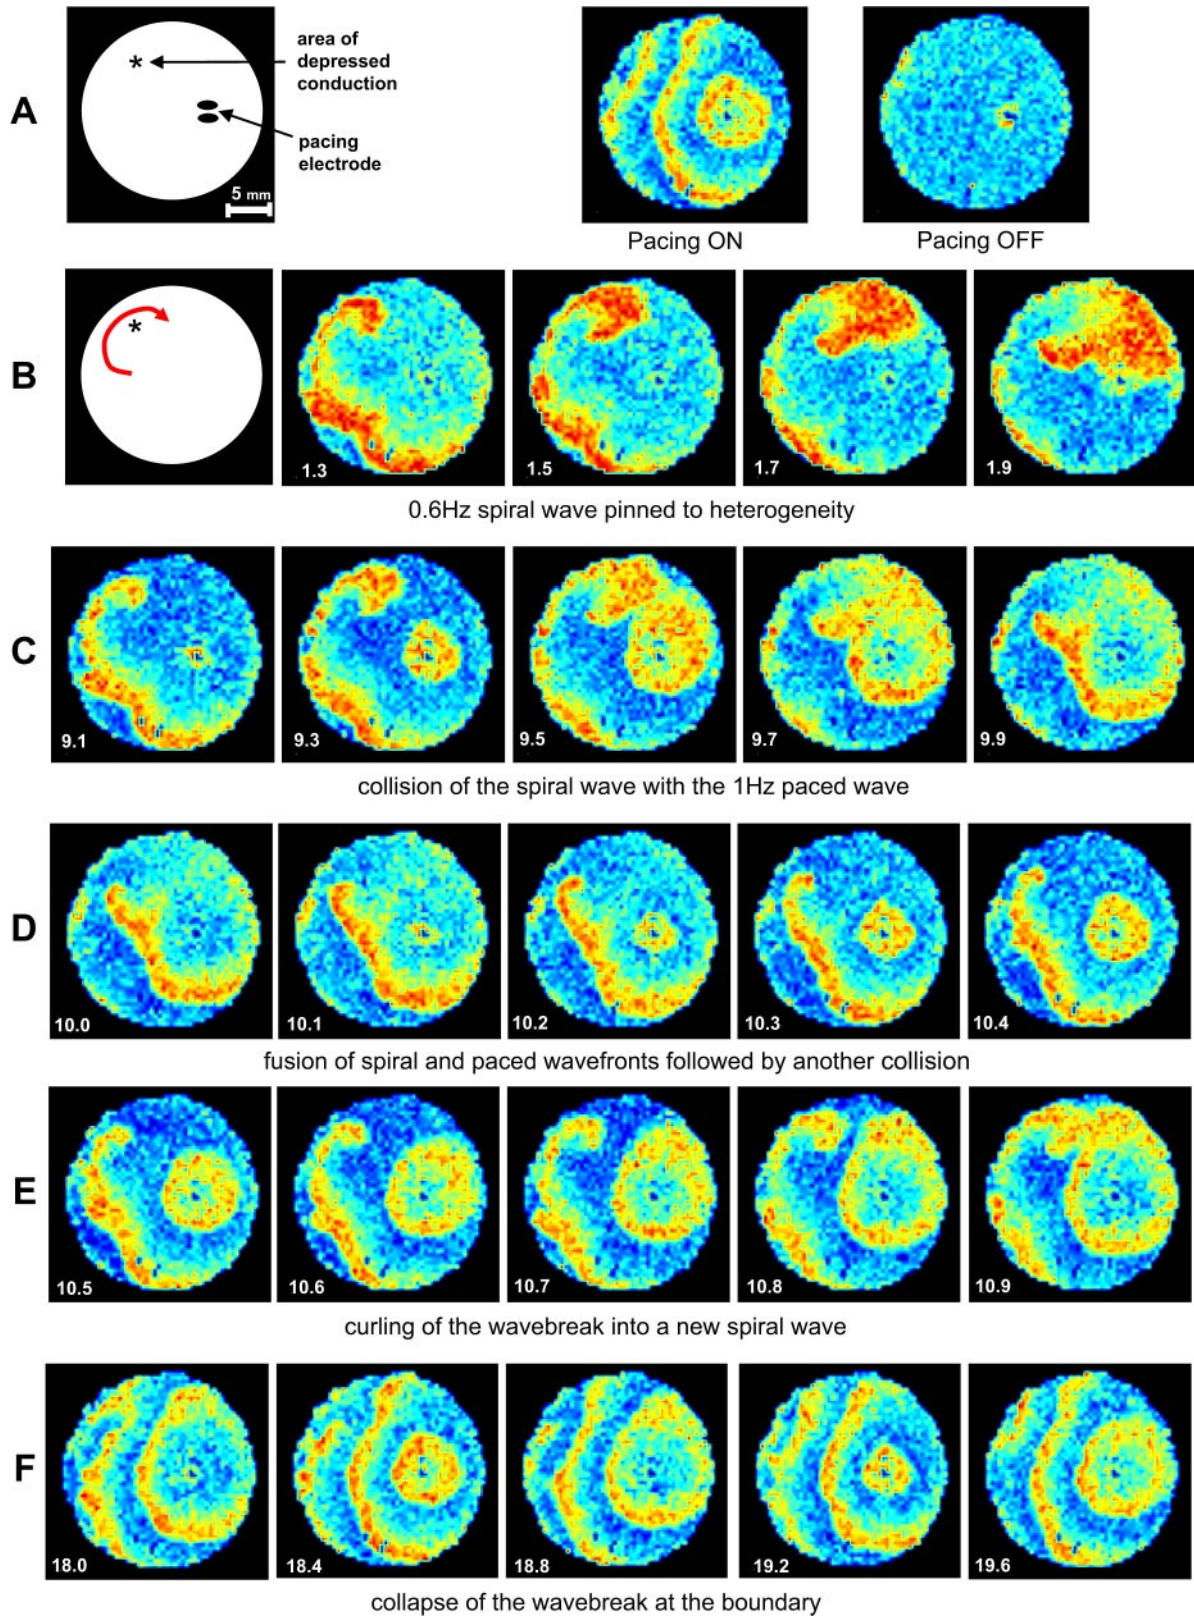 A
*
area of
depressed
conduction
pacing
electrode
5 mm
Pacing ON
Pacing OFF
B
*
1.3
1.5
1.7
1.9
0.6Hz spiral wave pinned to heterogeneity
C
9.1
9.3
9.5
9.7
9.9
collision of the spiral wave with the 1Hz paced wave
D
10.0
10.1
10.2
10.3
10.4
fusion of spiral and paced wavefronts followed by another collision
E
10.5
10.6
10.7
10.8
10.9
curling of the wavebreak into a new spiral wave
F
18.0
18.4
18.8
19.2
19.6
collapse of the wavebreak at the boundary